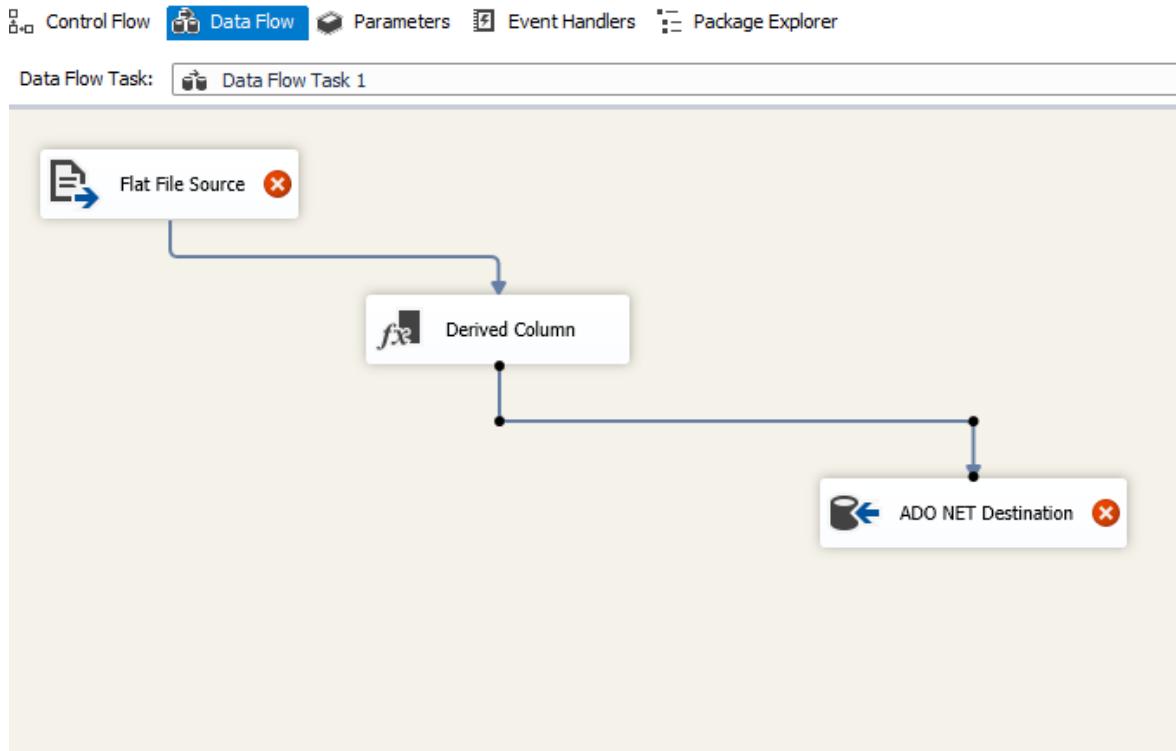 Control Flow Data Flow Parameters Event Handlers Package Explorer
Data Flow Task: Data Flow Task 1
Flat File Source
fx Derived Column
ADO NET Destination